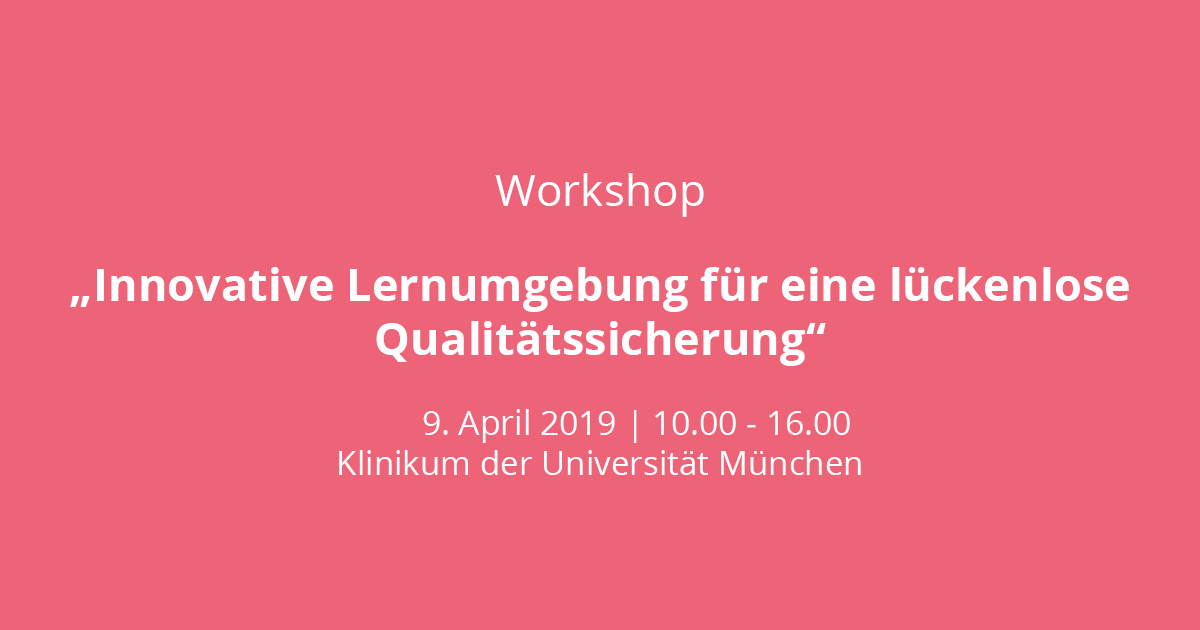 Workshop
„Innovative Lernumgebung für eine lückenlose
Qualitätssicherung“
9. April 2019 | 10.00 - 16.00
Klinikum der Universität München